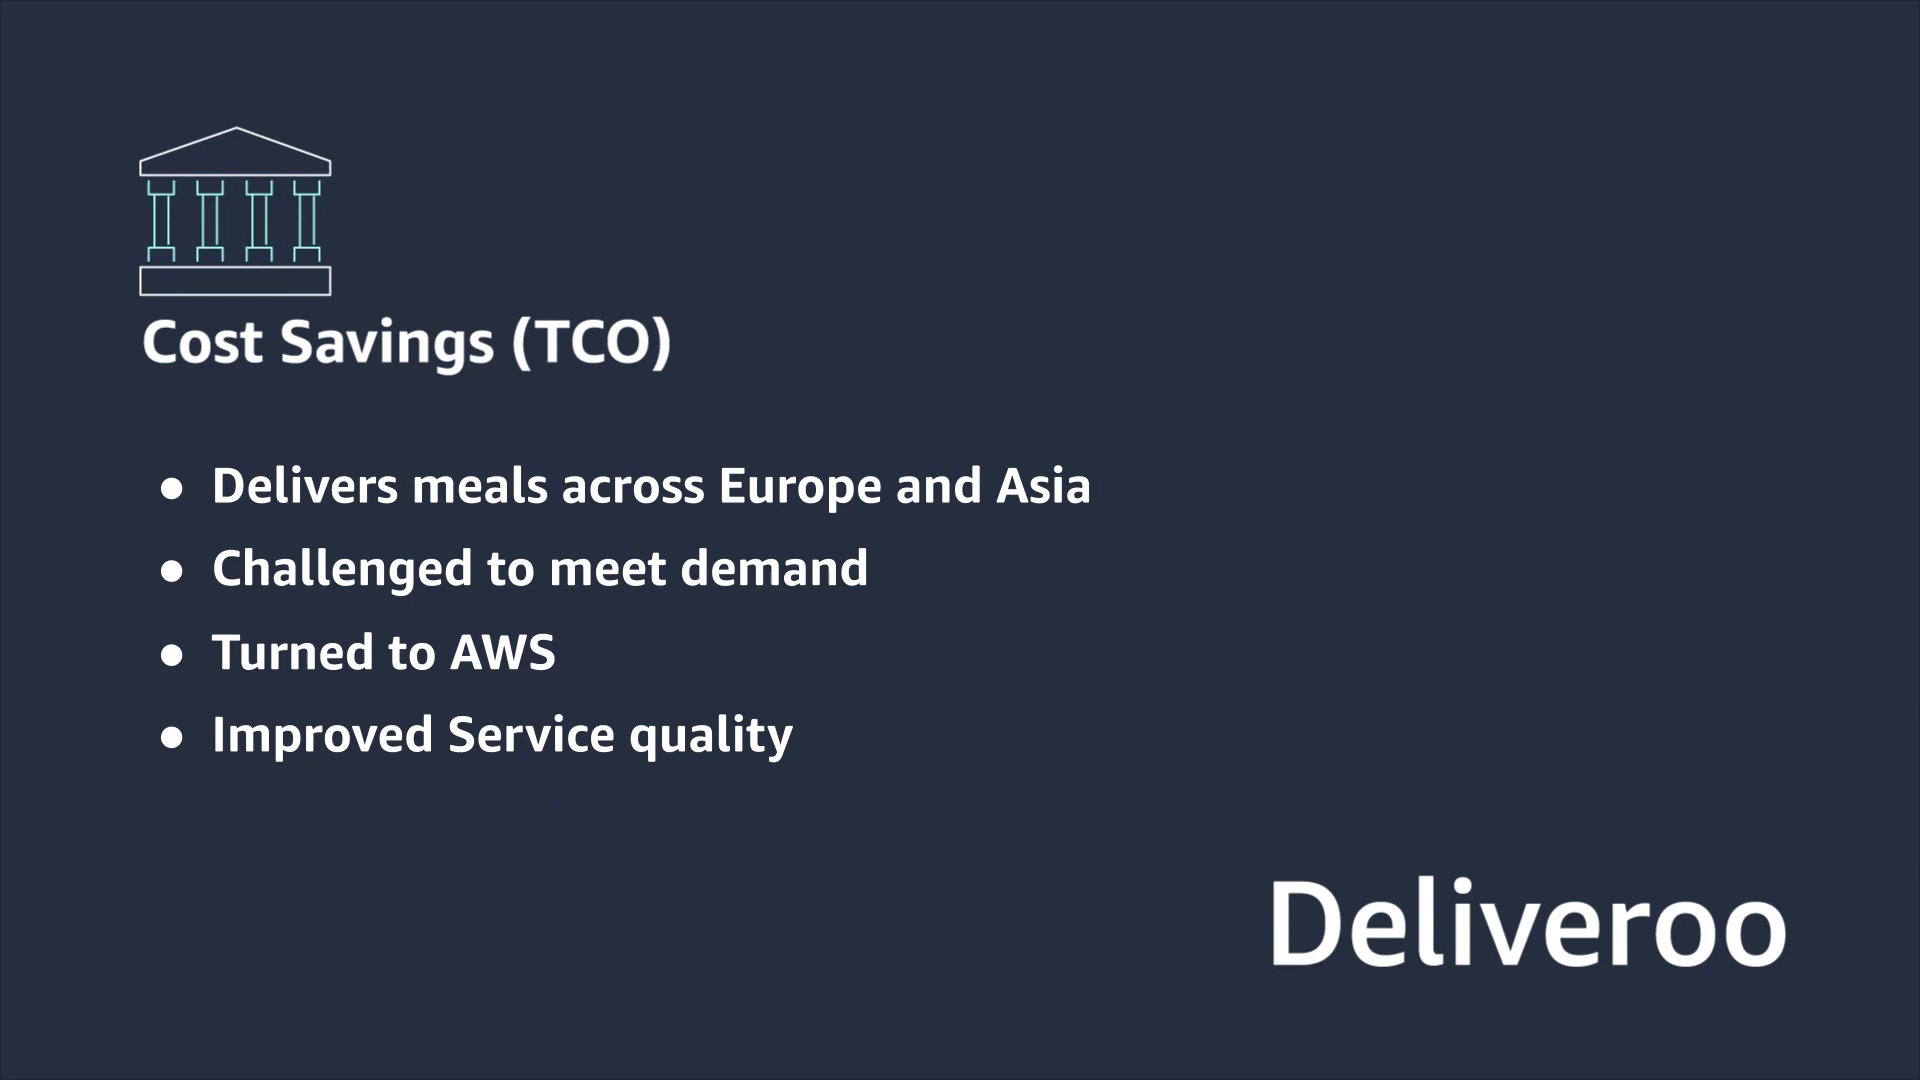 Cost Savings (TCO)
● Delivers meals across Europe and Asia
● Challenged to meet demand
● Turned to AWS
● Improved Service quality
Deliveroo